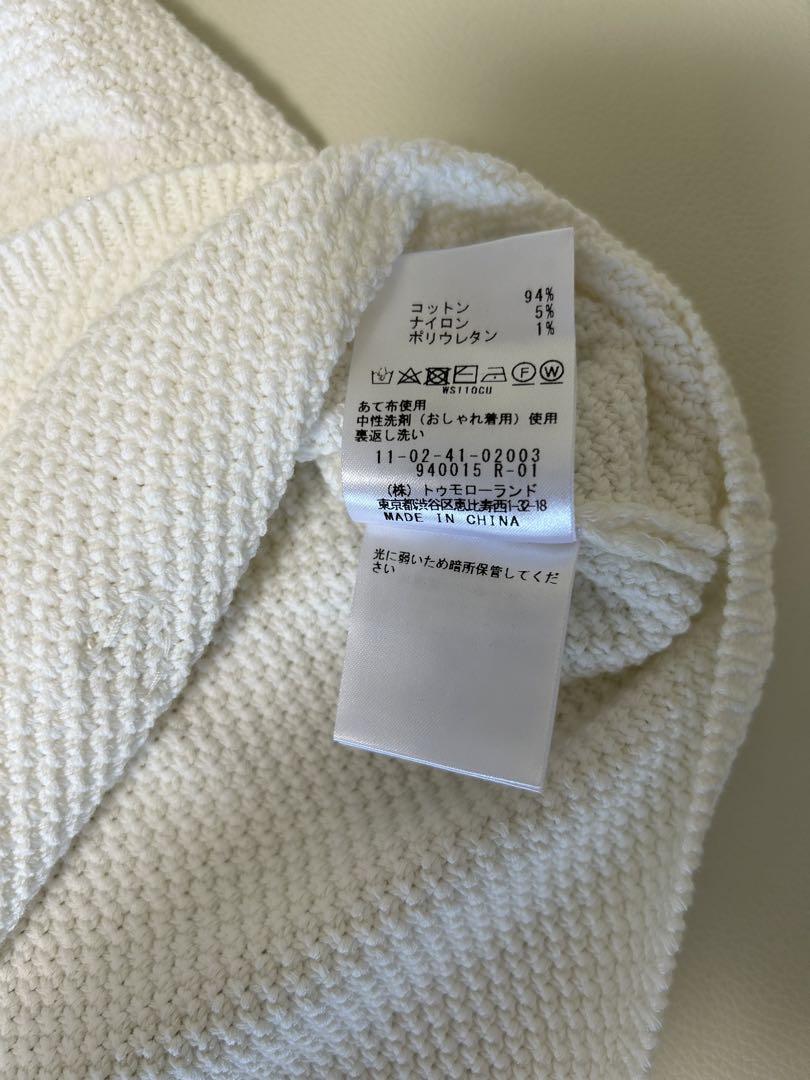 コットン 94%
ナイロン 5%
ポリウレタン 1%
F W
WS110CU
あて布使用
中性洗剤（おしゃれ着用）使用
裏返し洗い
11-02-41-02003
940015 R-01
(株) トゥモローランド
東京都渋谷区恵比寿西1-32-18
MADE IN CHINA
光に弱いため暗所保管してくだ
さい